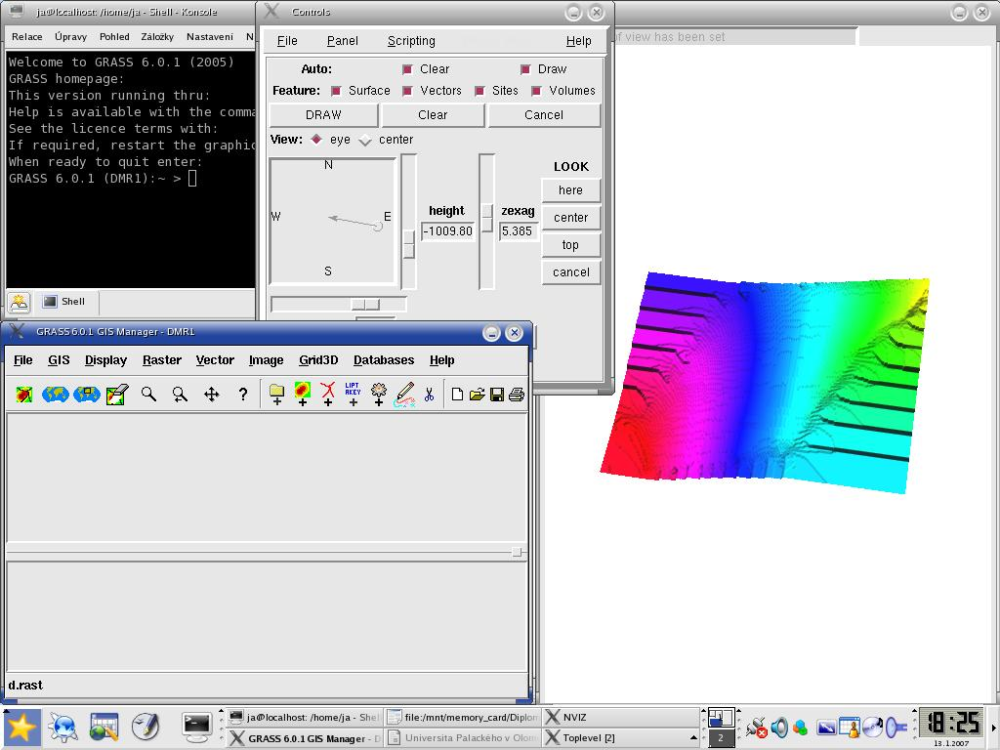 ja@localhost: /home/ja - Shell - Konsole
Relace Úpravy Pohled Záložky Nastavení N
Welcome to GRASS 6.0.1 (2005)
GRASS homepage:
This version running thru:
Help is available with the comma
See the licence terms with:
If required, restart the graphic
When ready to quit enter:
GRASS 6.0.1 (DMR1):~ >
Shell
Controls
File Panel Scripting Help
Auto: Clear Draw
Feature: Surface Vectors Sites Volumes
DRAW Clear Cancel
View: eye center
N
W E
S
height
-1009.80
zexag
5.385
LOOK
here
center
top
cancel
of view has been set
GRASS 6.0.1 GIS Manager - DMR1
File GIS Display Raster Vector Image Grid3D Databases Help
?
d.rast
ja@localhost: /home/ja - Shel
file:/mnt/memory_card/Diplom
NVIZ
GRASS 6.0.1 GIS Manager - D
Universita Palackého v Olom
Toplevel [2]
2
18:25
13.1.2007